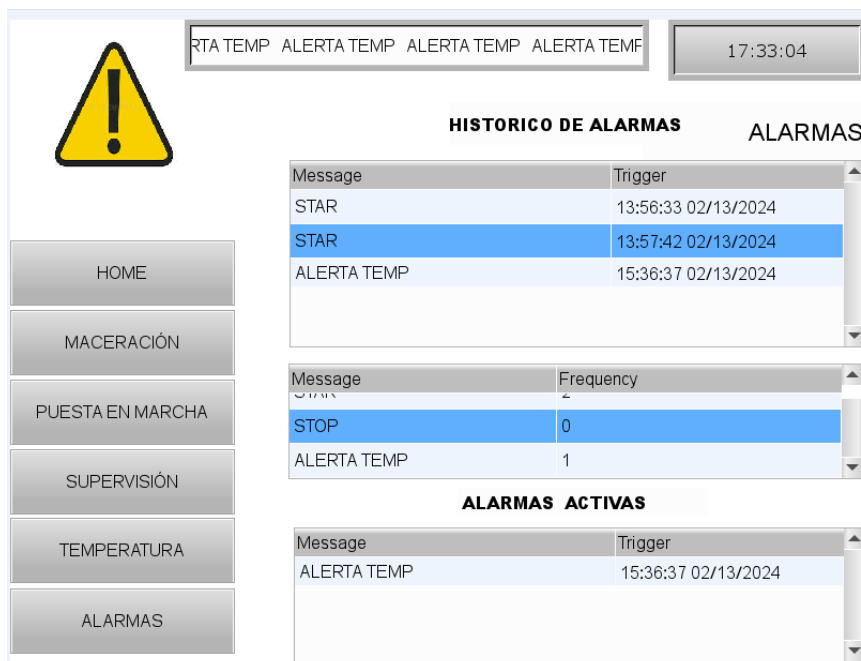 RTA TEMP ALERTA TEMP ALERTA TEMP ALERTA TEMP
17:33:04
HISTORICO DE ALARMAS
ALARMAS
Message Trigger
STAR 13:56:33 02/13/2024
STAR 13:57:42 02/13/2024
ALERTA TEMP 15:36:37 02/13/2024
HOME
MACERACIÓN
PUESTA EN MARCHA
SUPERVISIÓN
TEMPERATURA
ALARMAS
Message Frequency
STAR 2
STOP 0
ALERTA TEMP 1
ALARMAS ACTIVAS
Message Trigger
ALERTA TEMP 15:36:37 02/13/2024